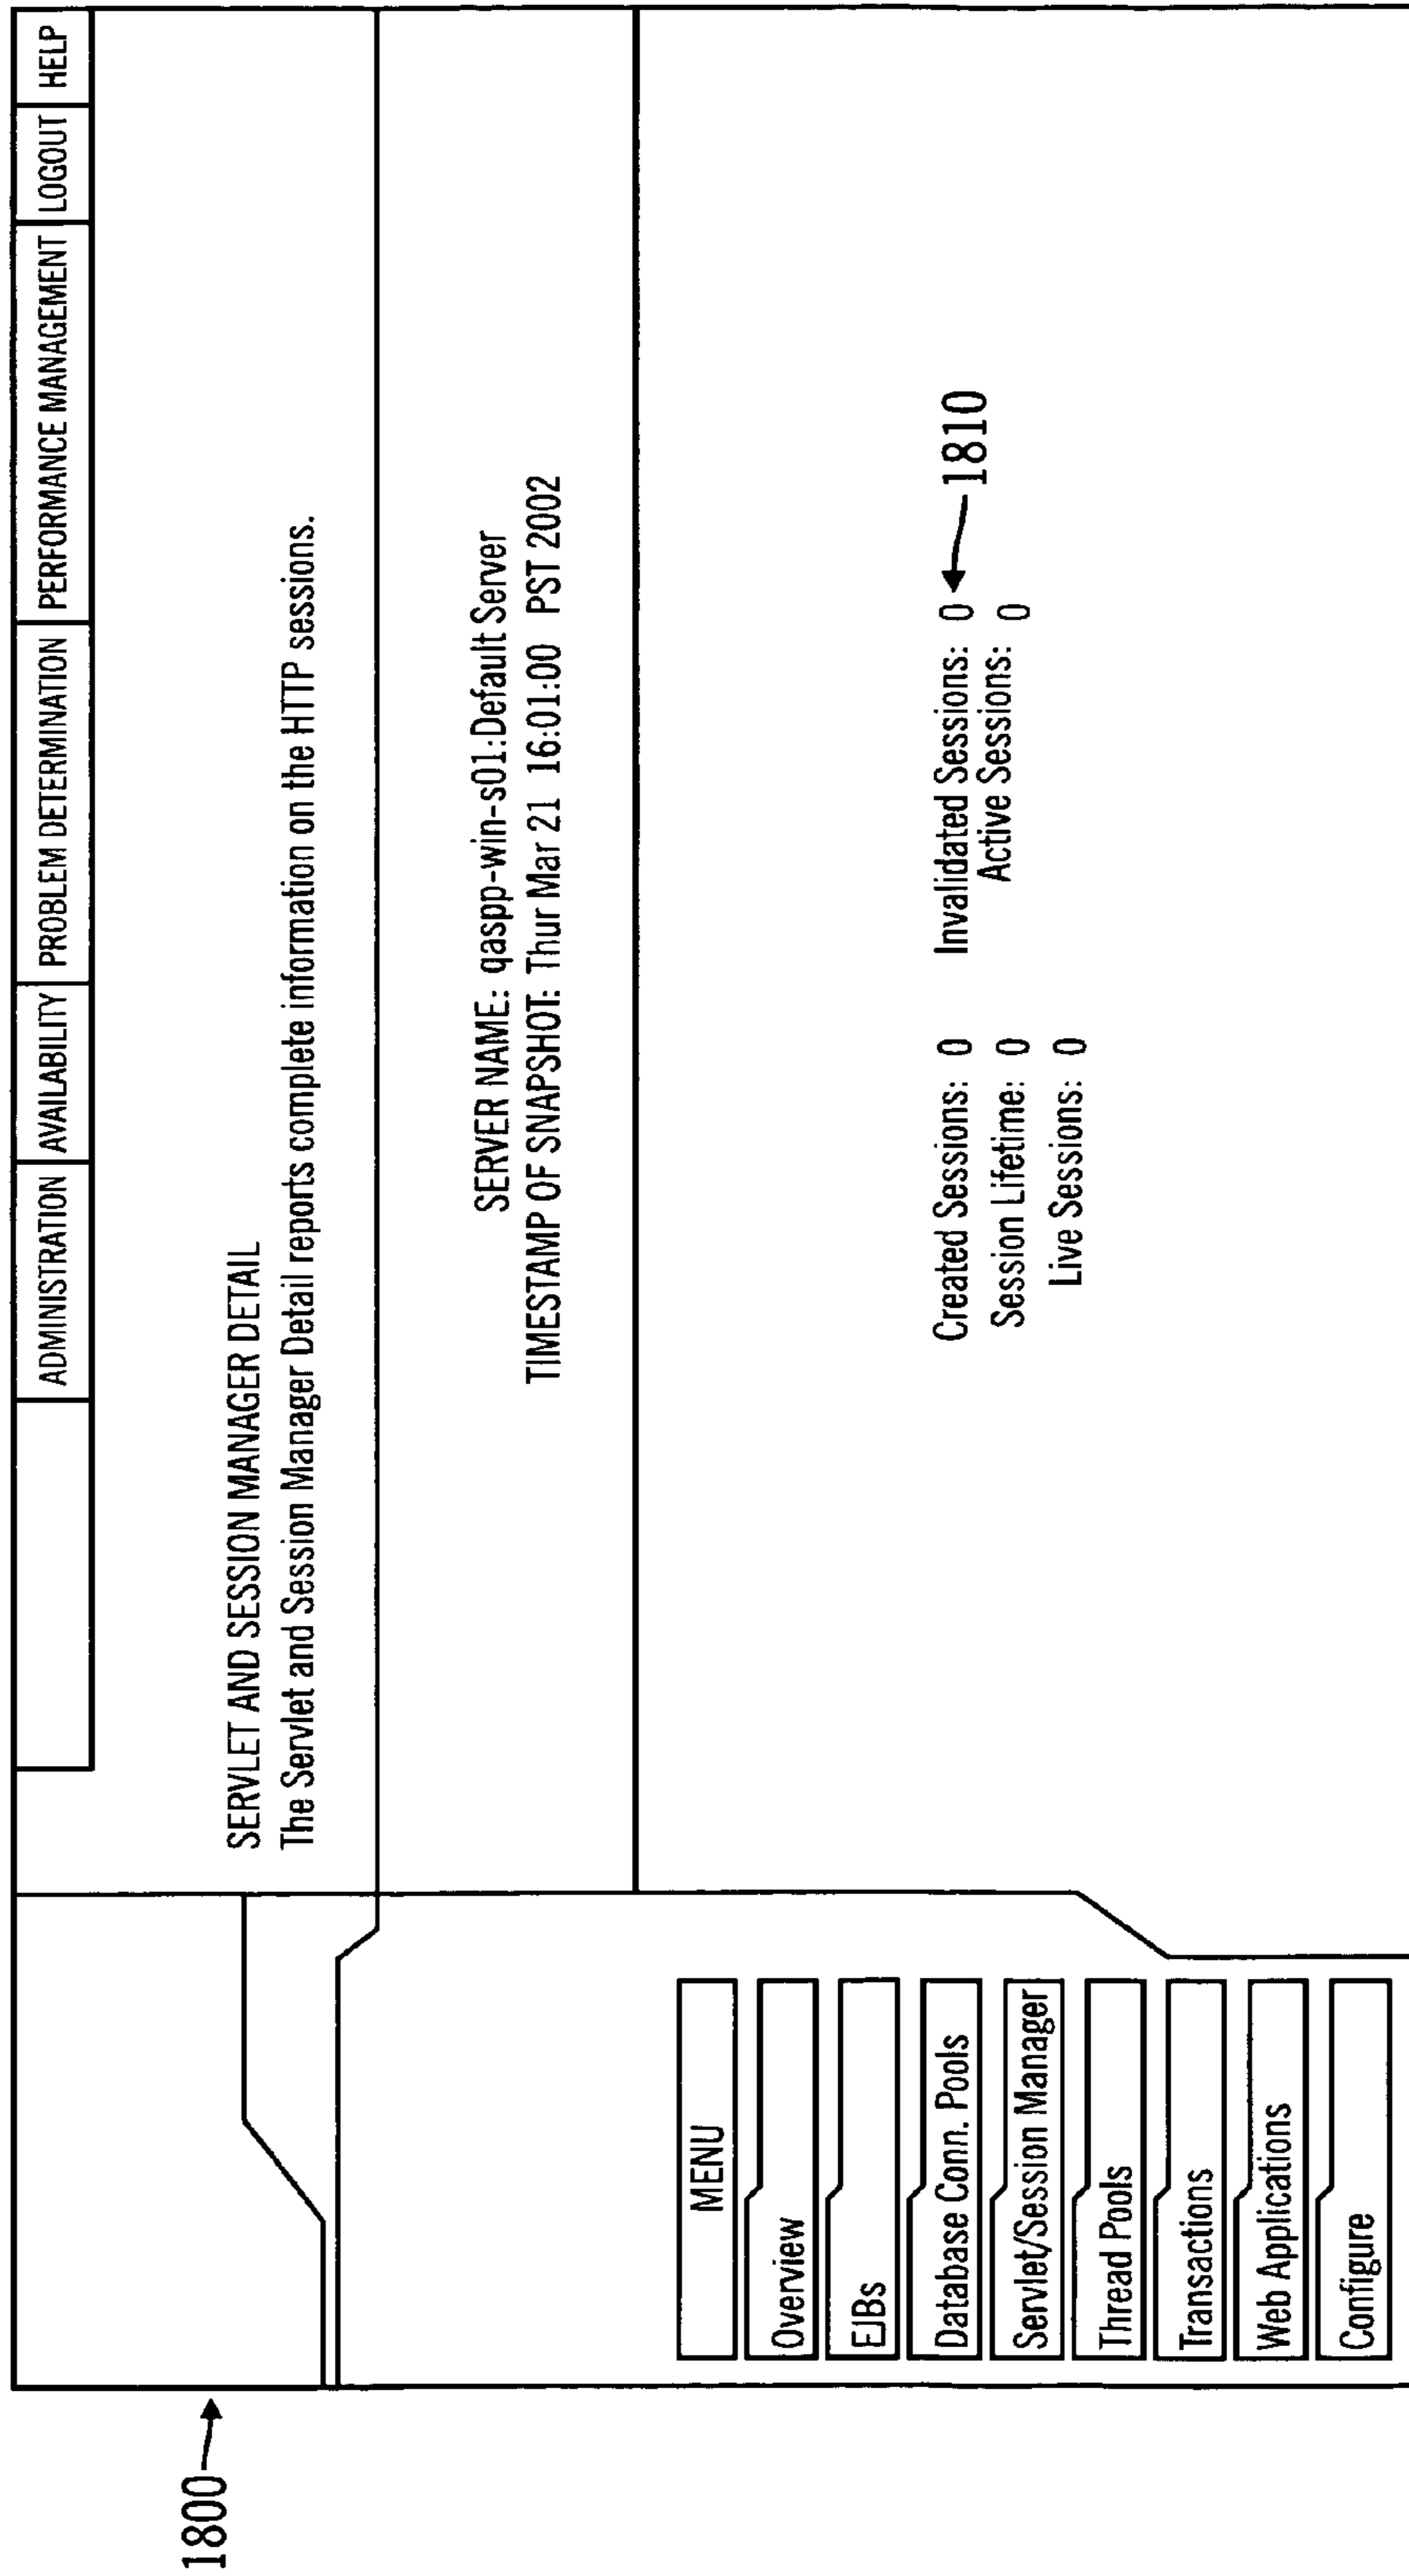 1800
ADMINISTRATION AVAILABILITY PROBLEM DETERMINATION PERFORMANCE MANAGEMENT LOGOUT HELP
SERVLET AND SESSION MANAGER DETAIL
The Servlet and Session Manager Detail reports complete information on the HTTP sessions.
SERVER NAME: qaspp-win-s01:Default Server
TIMESTAMP OF SNAPSHOT: Thur Mar 21 16:01:00 PST 2002
MENU
Overview
EJBs
Database Conn. Pools
Servlet/Session Manager
Thread Pools
Transactions
Web Applications
Configure
Created Sessions: 0 Invalidated Sessions: 0 1810
Session Lifetime: 0 Active Sessions: 0
Live Sessions: 0